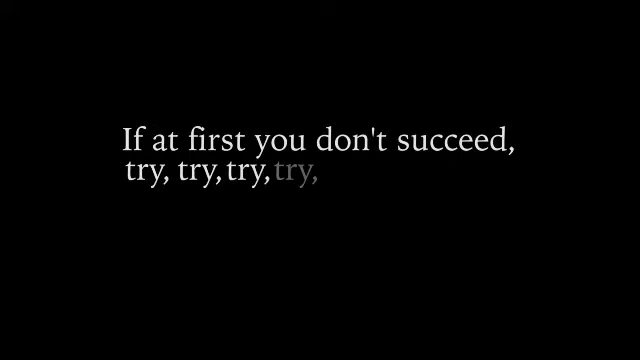 If at first you don't succeed,
try, try, try, try,